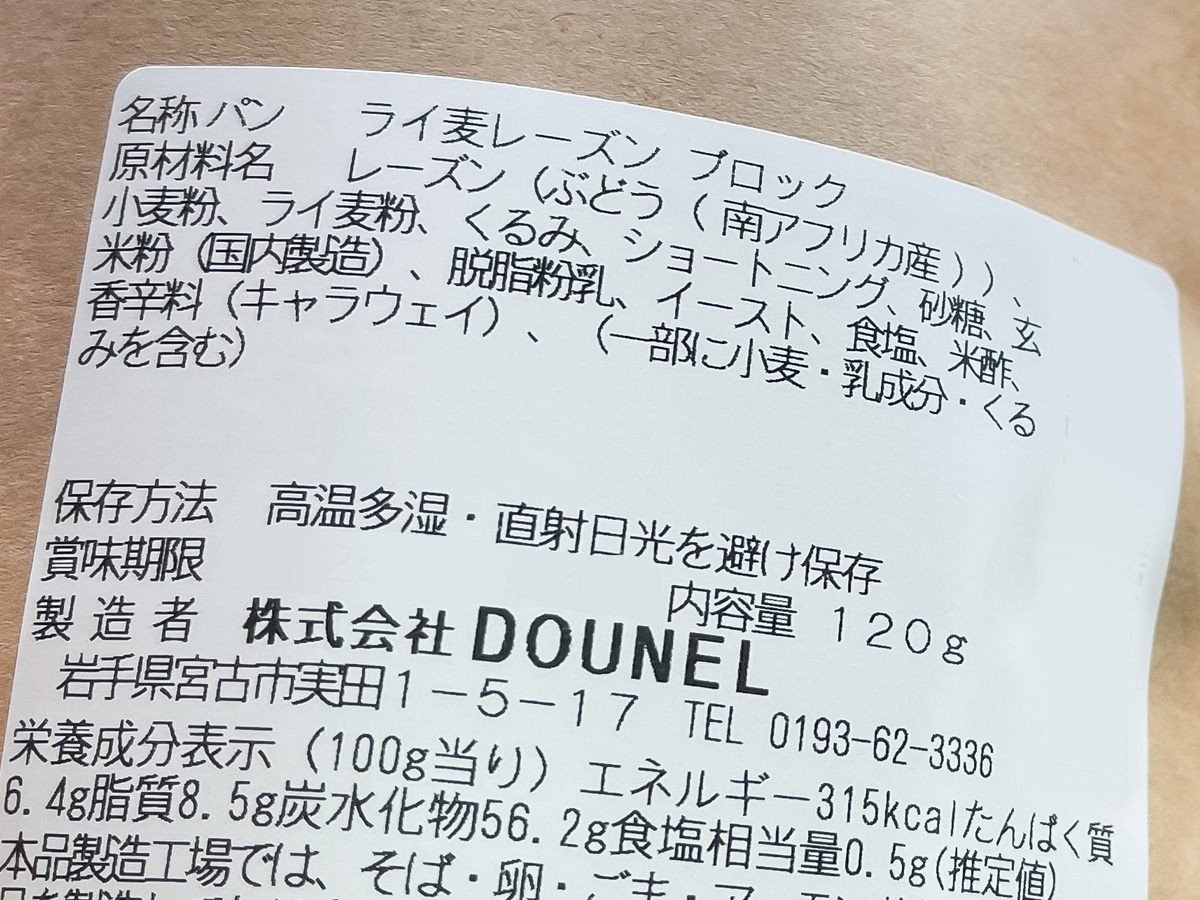 名称 パン　　ライ麦レーズン ブロック
原材料名　　レーズン（ぶどう（南アフリカ産））、
小麦粉、ライ麦粉、くるみ、ショートニング、砂糖、玄
米粉（国内製造）、脱脂粉乳、イースト、食塩、米酢、
香辛料（キャラウェイ）、（一部に小麦・乳成分・くる
みを含む）
保存方法　高温多湿・直射日光を避け保存
賞味期限
内容量　１２０ｇ
製造者　株式会社DOUNEL
岩手県宮古市実田１－５－１７　TEL 0193-62-3336
栄養成分表示（100g当り）エネルギー315kcalたんぱく質
6.4g脂質8.5g炭水化物56.2g食塩相当量0.5g(推定値)
本品製造工場では、そば・卵・ごま・アーモン